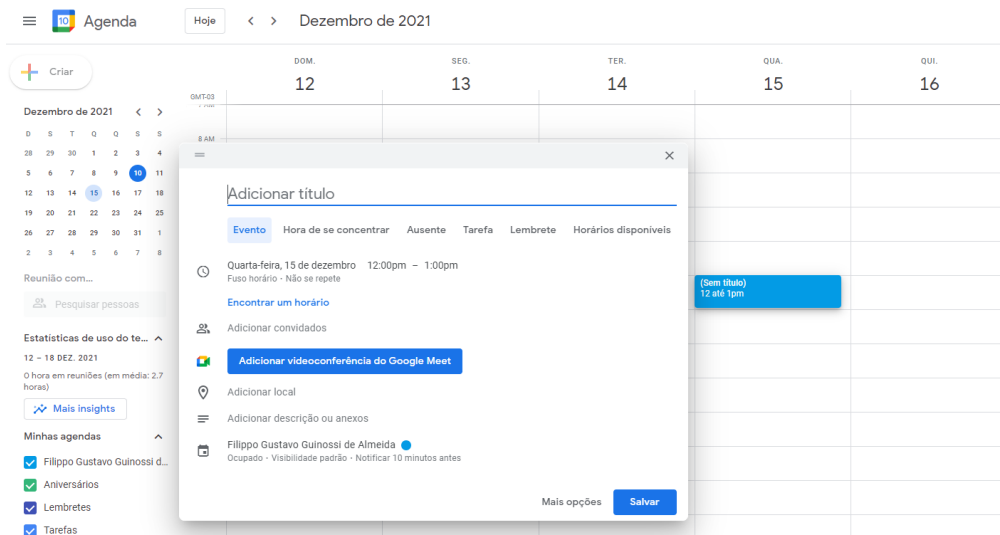 10 Agenda Hoje Dezembro de 2021
Criar
Dezembro de 2021
D S T Q Q S S
28 29 30 1 2 3 4
5 6 7 8 9 10 11
12 13 14 15 16 17 18
19 20 21 22 23 24 25
26 27 28 29 30 31 1
2 3 4 5 6 7 8
Reunião com...
Pesquisar pessoas
Estatísticas de uso do te...
12 – 18 DEZ. 2021
0 hora em reuniões (em média: 2.7
horas)
Mais insights
Minhas agendas
Filippo Gustavo Guinossi d...
Aniversários
Lembretes
Tarefas
DOM. SEG. TER. QUA. QUI.
12 13 14 15 16
GMT-03
8 AM
Adicionar título
Evento Hora de se concentrar Ausente Tarefa Lembrete Horários disponíveis
Quarta-feira, 15 de dezembro 12:00pm – 1:00pm
Fuso horário · Não se repete
Encontrar um horário
Adicionar convidados
Adicionar videoconferência do Google Meet
Adicionar local
Adicionar descrição ou anexos
Filippo Gustavo Guinossi de Almeida
Ocupado · Visibilidade padrão · Notificar 10 minutos antes
Mais opções Salvar
(Sem título)
12 até 1pm